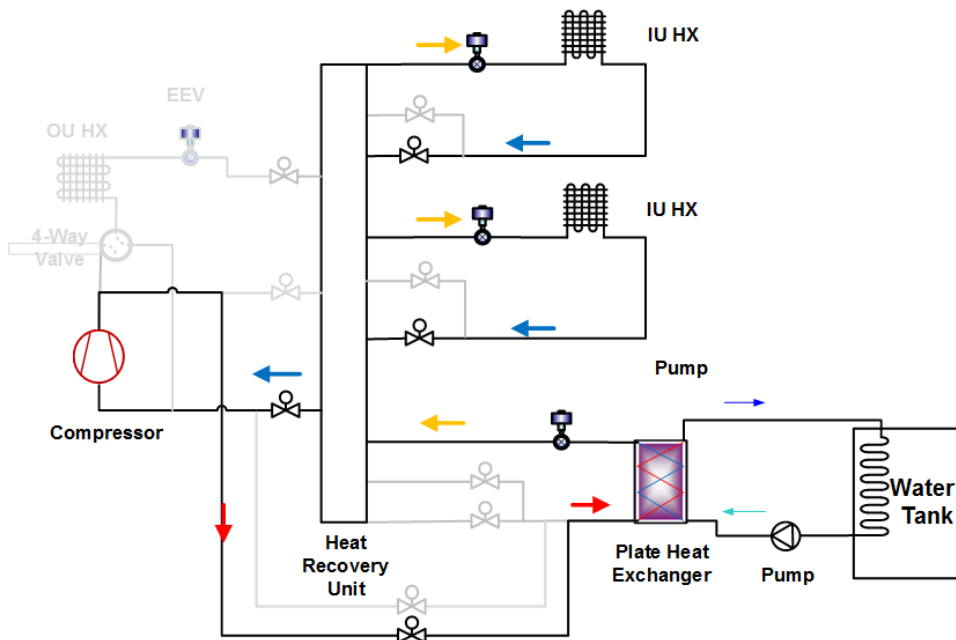 IU HX
EEV
OU HX
IU HX
4-Way
Valve
Pump
Compressor
Water
Tank
Heat
Recovery
Unit
Plate Heat
Exchanger
Pump